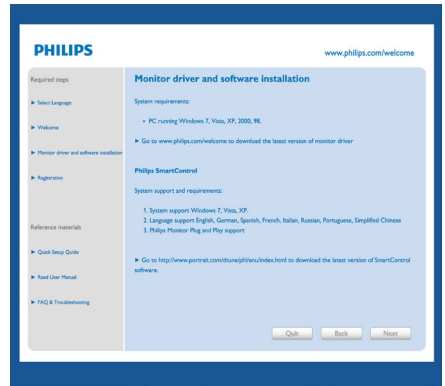 PHILIPS
www.philips.com/welcome
Required steps
► Select Language
► Welcome
► Monitor driver and software installation
► Registration
Reference materials
► Quick Setup Guide
► Read User Manual
► FAQ & Troubleshooting
Monitor driver and software installation
System requirements:
• PC running Windows 7, Vista, XP, 2000, 98.
► Go to www.philips.com/welcome to download the latest version of monitor driver
Philips SmartControl
System support and requirements:
1. System support Windows 7, Vista, XP.
2. Language support English, German, Spanish, French, Italian, Russian, Portuguese, Simplified Chinese
3. Philips Monitor Plug and Play support
► Go to http://www.portrait.com/dtune/phl/enu/index.html to download the latest version of SmartControl
software.
Quit
Back
Next